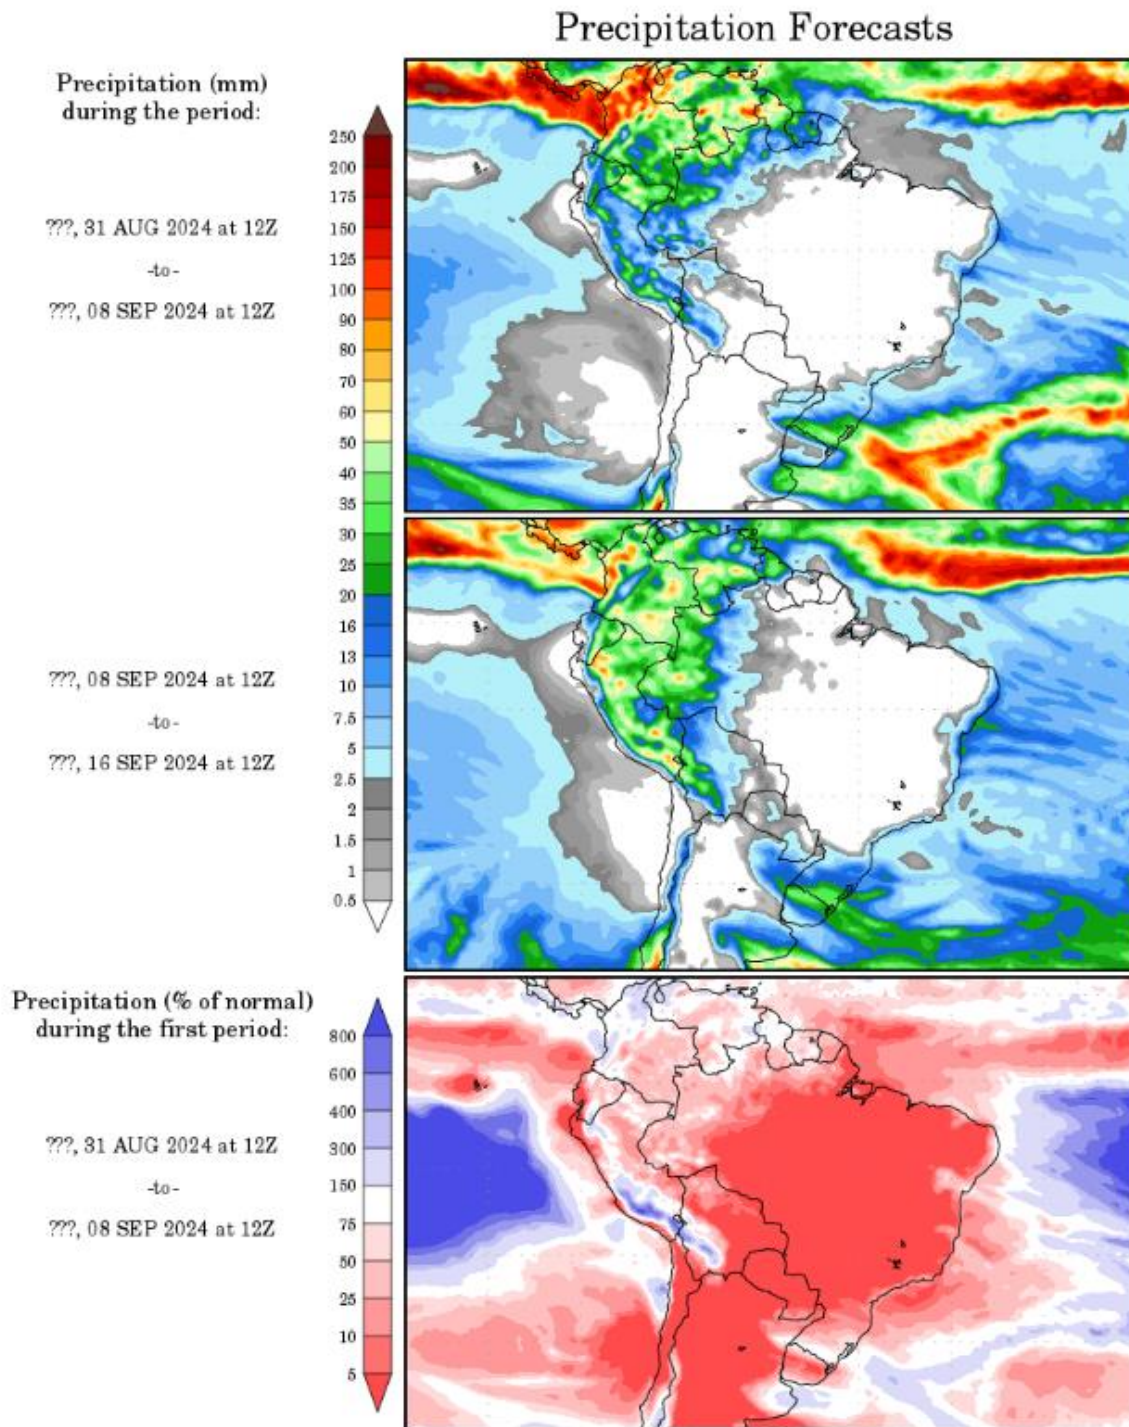 Precipitation Forecasts
Precipitation (mm)
during the period:
???, 31 AUG 2024 at 12Z
-to-
???, 08 SEP 2024 at 12Z
250
200
175
150
125
100
90
80
70
60
50
40
35
30
25
20
16
13
10
7.5
5
2.5
2
1.5
1
0.5
???, 08 SEP 2024 at 12Z
-to-
???, 16 SEP 2024 at 12Z
Precipitation (% of normal)
during the first period:
???, 31 AUG 2024 at 12Z
-to-
???, 08 SEP 2024 at 12Z
800
600
400
300
150
75
50
25
10
5